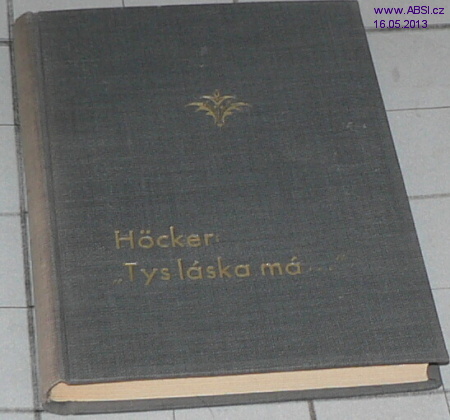 www.ABSI.cz
16.05.2013
Höcker:
„Tys láska má..."